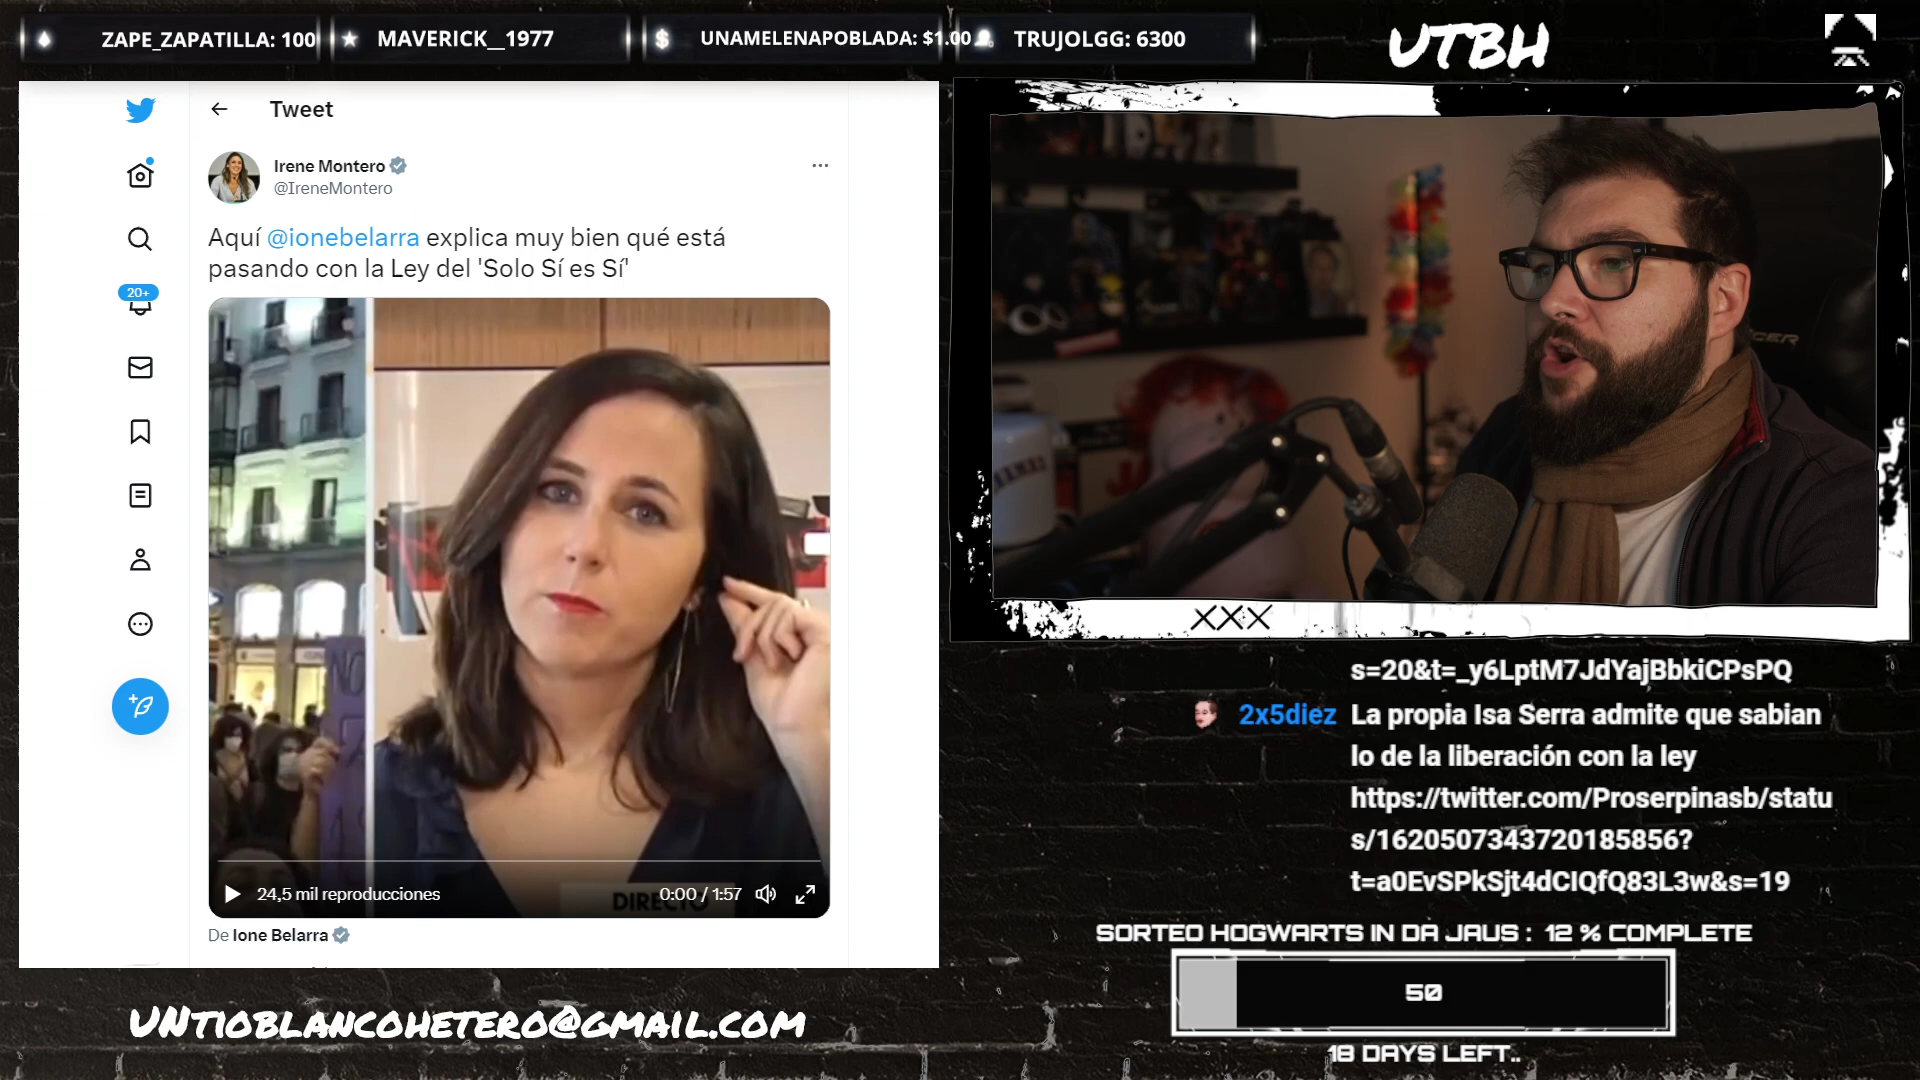 ZAPE_ZAPATILLA: 100
MAVERICK__1977
$
UNAMELENAPOBLADA: $1.00
TRUJOLGG: 6300
UTBH
Tweet
Irene Montero
@IreneMontero
Aquí @ionebelarra explica muy bien qué está
pasando con la Ley del 'Solo Sí es Sí'
20+
NO
24,5 mil reproducciones
0:00 / 1:57
DIRECTO
De Ione Belarra
XXX
s=20&t=_y6LptM7JdYajBbkiCPsPQ
2x5diez La propia Isa Serra admite que sabian
lo de la liberación con la ley
https://twitter.com/Proserpinasb/statu
s/1620507343720185856?
t=a0EvSPkSjt4dCIQfQ83L3w&s=19
SORTEO HOGWARTS IN DA JAUS : 12 % COMPLETE
50
18 DAYS LEFT..
UNTIOBLANCOHETERO@GMAIL.COM